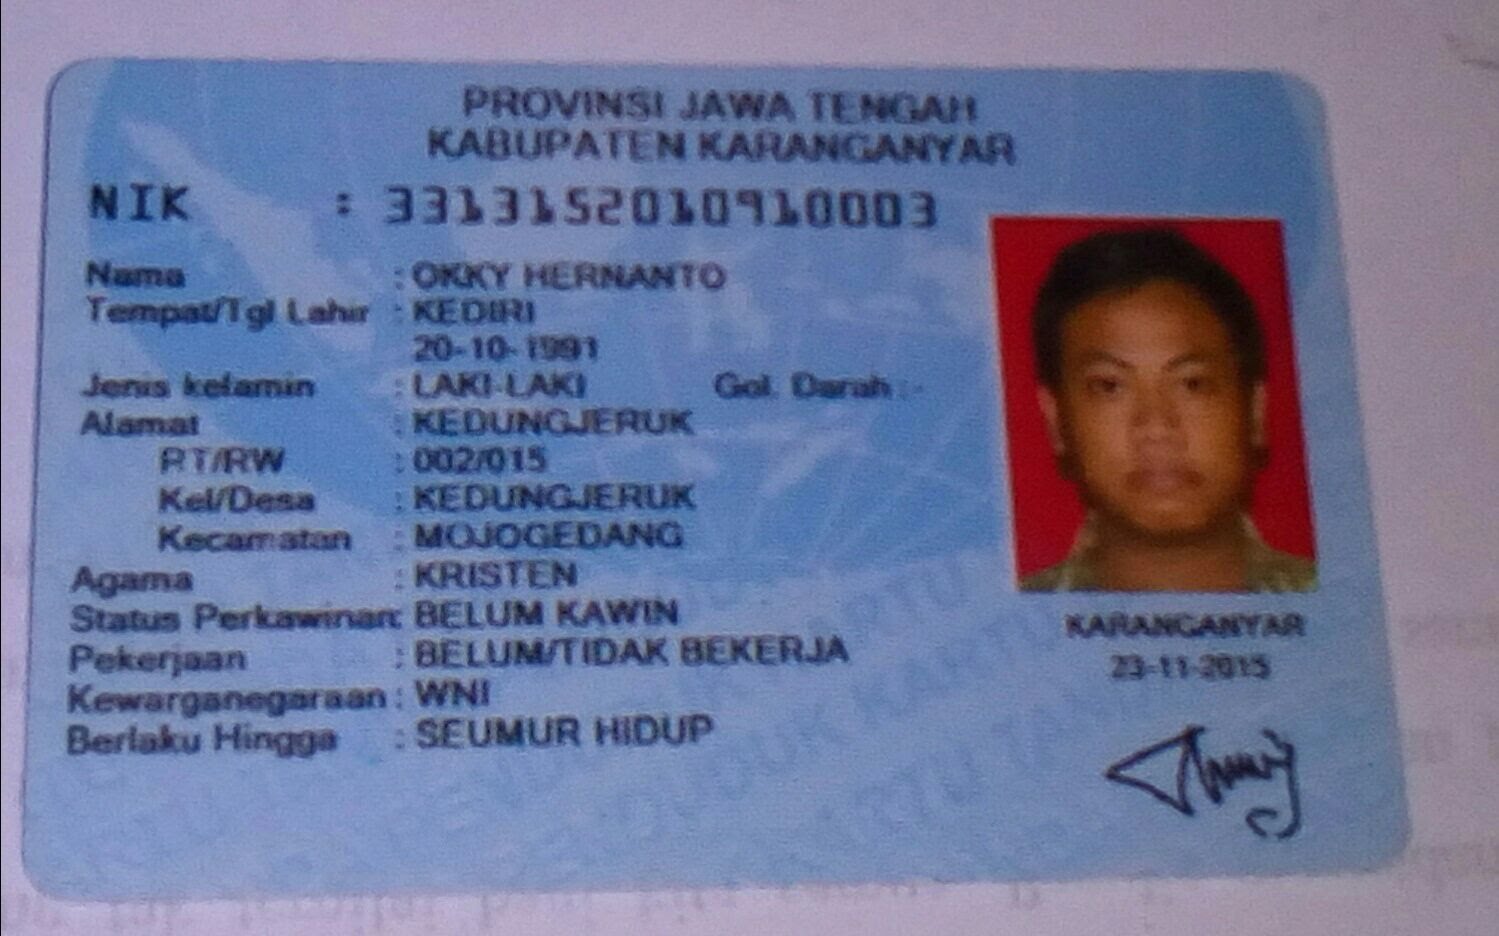 PROVINSI JAWA TENGAH
KABUPATEN KARANGANYAR
NIK : 3313152010910003
Nama : OKKY HERNANTO
Tempat/Tgl Lahir : KEDIRI
20-10-1991
Jenis kelamin : LAKI-LAKI Gol. Darah : -
Alamat : KEDUNGJERUK
RT/RW : 002/015
Kel/Desa : KEDUNGJERUK
Kecamatan : MOJOGEDANG
Agama : KRISTEN
Status Perkawinan: BELUM KAWIN
Pekerjaan : BELUM/TIDAK BEKERJA
Kewarganegaraan : WNI
Berlaku Hingga : SEUMUR HIDUP
KARANGANYAR
23-11-2015